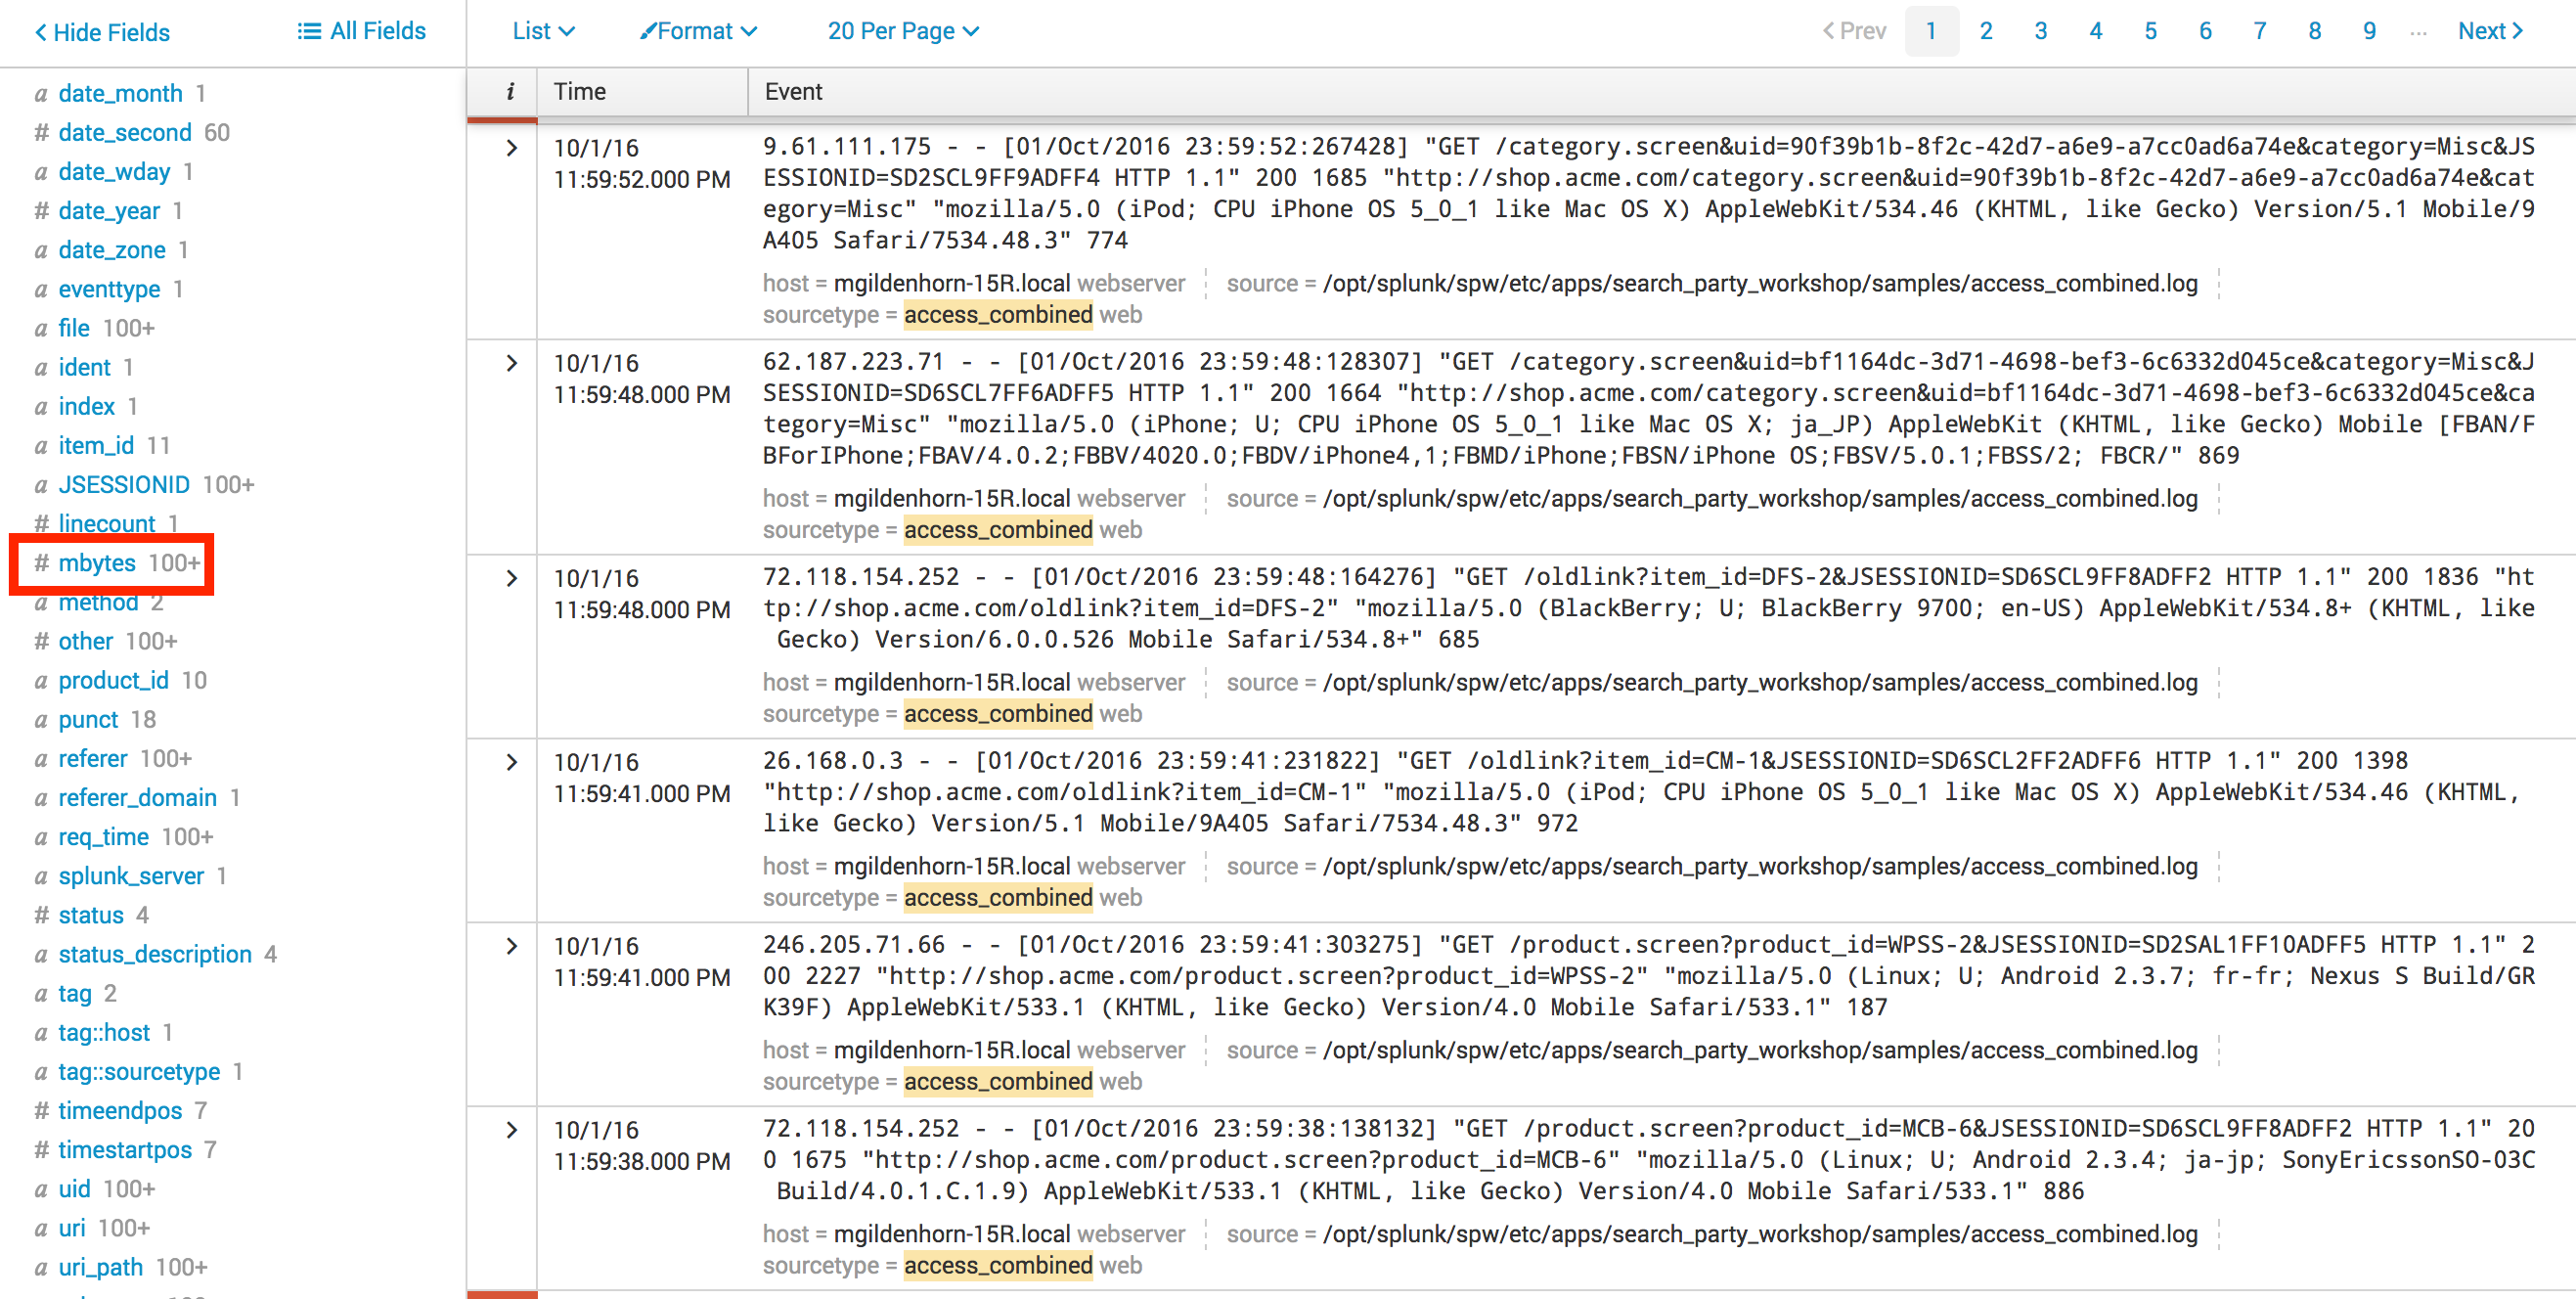 Hide Fields
All Fields
List
Format
20 Per Page
Prev 1 2 3 4 5 6 7 8 9 ... Next
a date_month 1
# date_second 60
a date_wday 1
# date_year 1
a date_zone 1
a eventtype 1
a file 100+
a ident 1
a index 1
a item_id 11
a JSESSIONID 100+
# linecount 1
# mbytes 100+
a method 2
# other 100+
a product_id 10
a punct 18
a referer 100+
a referer_domain 1
a req_time 100+
a splunk_server 1
# status 4
a status_description 4
a tag 2
a tag::host 1
a tag::sourcetype 1
# timeendpos 7
# timestartpos 7
a uid 100+
a uri 100+
a uri_path 100+
i Time Event
10/1/16
11:59:52.000 PM
9.61.111.175 - - [01/Oct/2016 23:59:52:267428] "GET /category.screen&uid=90f39b1b-8f2c-42d7-a6e9-a7cc0ad6a74e&category=Misc&JS
ESSIONID=SD2SCL9FF9ADFF4 HTTP 1.1" 200 1685 "http://shop.acme.com/category.screen&uid=90f39b1b-8f2c-42d7-a6e9-a7cc0ad6a74e&cat
egory=Misc" "mozilla/5.0 (iPod; CPU iPhone OS 5_0_1 like Mac OS X) AppleWebKit/534.46 (KHTML, like Gecko) Version/5.1 Mobile/9
A405 Safari/7534.48.3" 774
host = mgildenhorn-15R.local webserver source = /opt/splunk/spw/etc/apps/search_party_workshop/samples/access_combined.log
sourcetype = access_combined web
10/1/16
11:59:48.000 PM
62.187.223.71 - - [01/Oct/2016 23:59:48:128307] "GET /category.screen&uid=bf1164dc-3d71-4698-bef3-6c6332d045ce&category=Misc&J
SESSIONID=SD6SCL7FF6ADFF5 HTTP 1.1" 200 1664 "http://shop.acme.com/category.screen&uid=bf1164dc-3d71-4698-bef3-6c6332d045ce&ca
tegory=Misc" "mozilla/5.0 (iPhone; U; CPU iPhone OS 5_0_1 like Mac OS X; ja_JP) AppleWebKit (KHTML, like Gecko) Mobile [FBAN/F
BForIPhone;FBAV/4.0.2;FBBV/4020.0;FBDV/iPhone4,1;FBMD/iPhone;FBSN/iPhone OS;FBSV/5.0.1;FBSS/2; FBCR/" 869
host = mgildenhorn-15R.local webserver source = /opt/splunk/spw/etc/apps/search_party_workshop/samples/access_combined.log
sourcetype = access_combined web
10/1/16
11:59:48.000 PM
72.118.154.252 - - [01/Oct/2016 23:59:48:164276] "GET /oldlink?item_id=DFS-2&JSESSIONID=SD6SCL9FF8ADFF2 HTTP 1.1" 200 1836 "ht
tp://shop.acme.com/oldlink?item_id=DFS-2" "mozilla/5.0 (BlackBerry; U; BlackBerry 9700; en-US) AppleWebKit/534.8+ (KHTML, like
Gecko) Version/6.0.0.526 Mobile Safari/534.8+" 685
host = mgildenhorn-15R.local webserver source = /opt/splunk/spw/etc/apps/search_party_workshop/samples/access_combined.log
sourcetype = access_combined web
10/1/16
11:59:41.000 PM
26.168.0.3 - - [01/Oct/2016 23:59:41:231822] "GET /oldlink?item_id=CM-1&JSESSIONID=SD6SCL2FF2ADFF6 HTTP 1.1" 200 1398
"http://shop.acme.com/oldlink?item_id=CM-1" "mozilla/5.0 (iPod; CPU iPhone OS 5_0_1 like Mac OS X) AppleWebKit/534.46 (KHTML,
like Gecko) Version/5.1 Mobile/9A405 Safari/7534.48.3" 972
host = mgildenhorn-15R.local webserver source = /opt/splunk/spw/etc/apps/search_party_workshop/samples/access_combined.log
sourcetype = access_combined web
10/1/16
11:59:41.000 PM
246.205.71.66 - - [01/Oct/2016 23:59:41:303275] "GET /product.screen?product_id=WPSS-2&JSESSIONID=SD2SAL1FF10ADFF5 HTTP 1.1" 2
00 2227 "http://shop.acme.com/product.screen?product_id=WPSS-2" "mozilla/5.0 (Linux; U; Android 2.3.7; fr-fr; Nexus S Build/GR
K39F) AppleWebKit/533.1 (KHTML, like Gecko) Version/4.0 Mobile Safari/533.1" 187
host = mgildenhorn-15R.local webserver source = /opt/splunk/spw/etc/apps/search_party_workshop/samples/access_combined.log
sourcetype = access_combined web
10/1/16
11:59:38.000 PM
72.118.154.252 - - [01/Oct/2016 23:59:38:138132] "GET /product.screen?product_id=MCB-6&JSESSIONID=SD6SCL9FF8ADFF2 HTTP 1.1" 20
0 1675 "http://shop.acme.com/product.screen?product_id=MCB-6" "mozilla/5.0 (Linux; U; Android 2.3.4; ja-jp; SonyEricssonSO-03C
Build/4.0.1.C.1.9) AppleWebKit/533.1 (KHTML, like Gecko) Version/4.0 Mobile Safari/533.1" 886
host = mgildenhorn-15R.local webserver source = /opt/splunk/spw/etc/apps/search_party_workshop/samples/access_combined.log
sourcetype = access_combined web